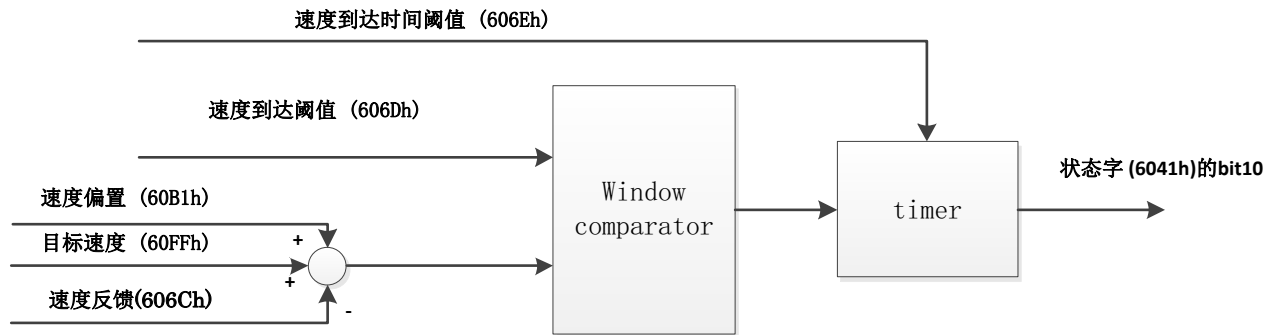 速度到达时间阈值 (606Eh)
速度到达阈值 (606Dh)
速度偏置 (60B1h)
+
目标速度 (60FFh)
+
速度反馈(606Ch)
-
Window
comparator
timer
状态字 (6041h)的bit10